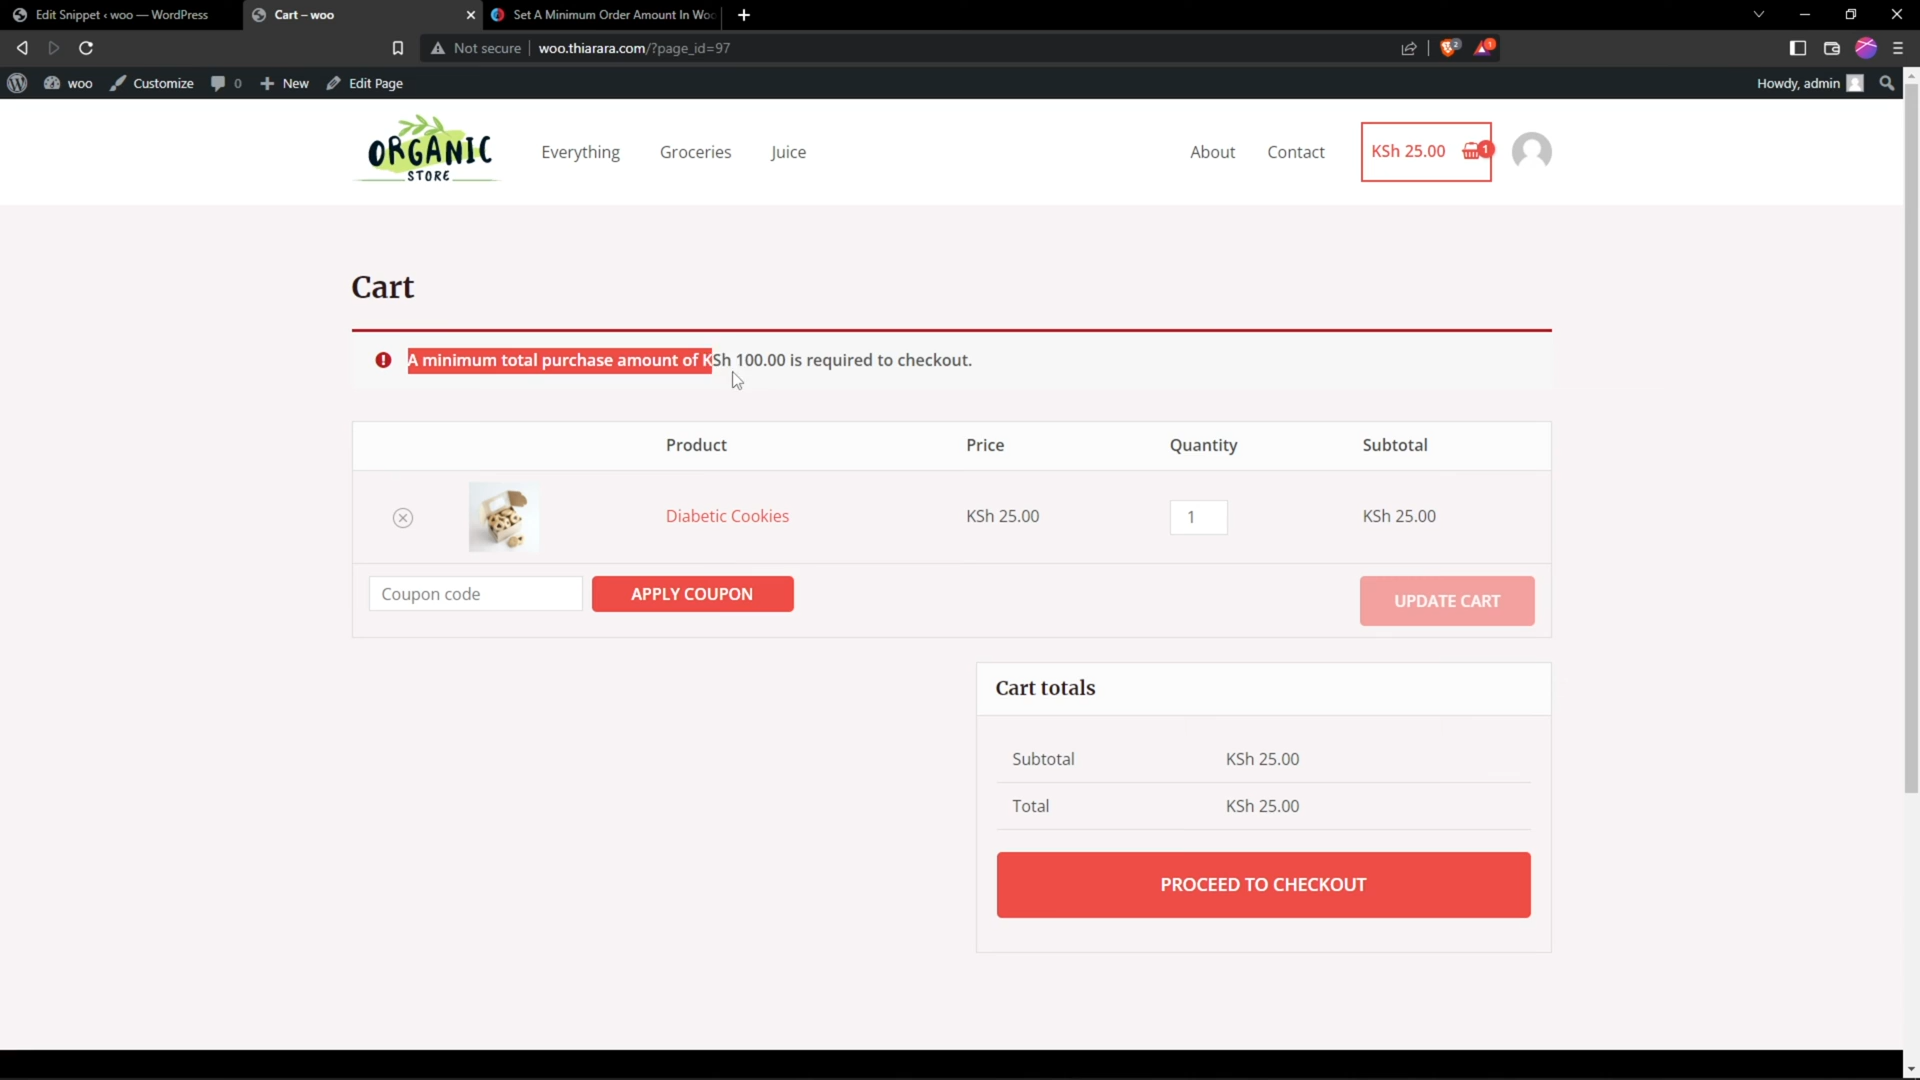 Edit Snippet ‹ woo — WordPress
Cart – woo
Set A Minimum Order Amount In Woo
Not secure
woo.thiarara.com/?page_id=97
2
1
woo
Customize
0
New
Edit Page
Howdy, admin
ORGANIC
STORE
Everything
Groceries
Juice
About
Contact
KSh 25.00
1
Cart
A minimum total purchase amount of KSh 100.00 is required to checkout.
Product
Price
Quantity
Subtotal
Diabetic Cookies
KSh 25.00
1
KSh 25.00
Coupon code
APPLY COUPON
UPDATE CART
Cart totals
Subtotal
KSh 25.00
Total
KSh 25.00
PROCEED TO CHECKOUT